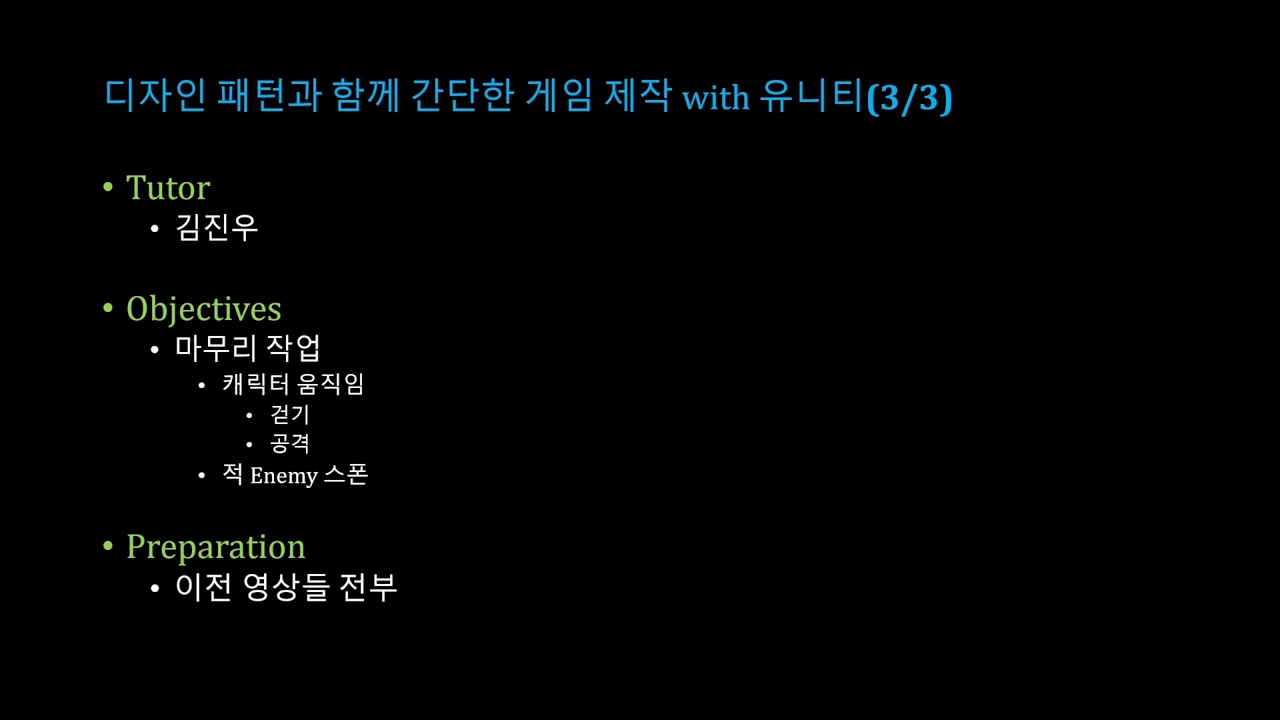 디자인 패턴과 함께 간단한 게임 제작 with 유니티(3/3)
• Tutor
• 김진우
• Objectives
• 마무리 작업
• 캐릭터 움직임
• 걷기
• 공격
• 적 Enemy 스폰
• Preparation
• 이전 영상들 전부